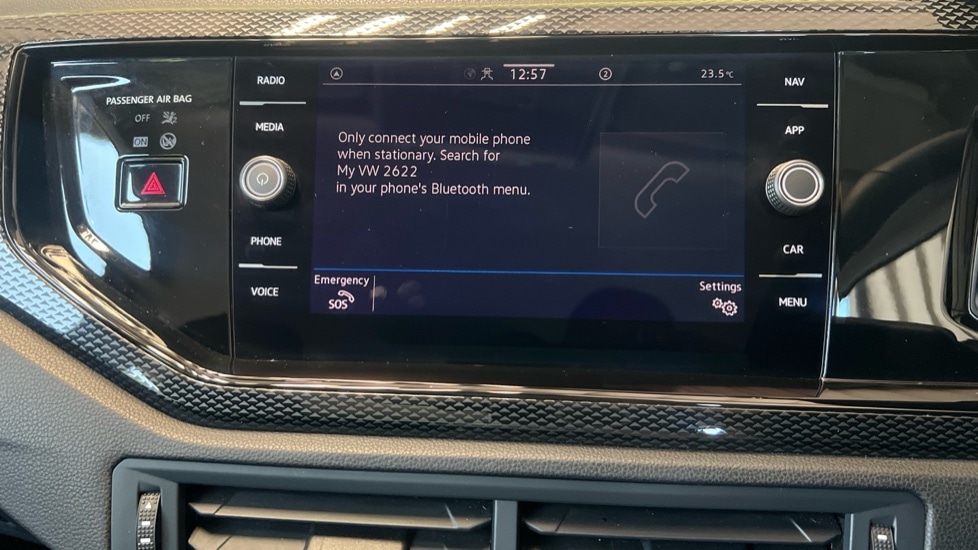 PASSENGER AIR BAG
OFF
ON
RADIO
MEDIA
PHONE
VOICE
12:57
2
23.5°C
Only connect your mobile phone
when stationary. Search for
My VW 2622
in your phone's Bluetooth menu.
Emergency
SOS
Settings
NAV
APP
CAR
MENU